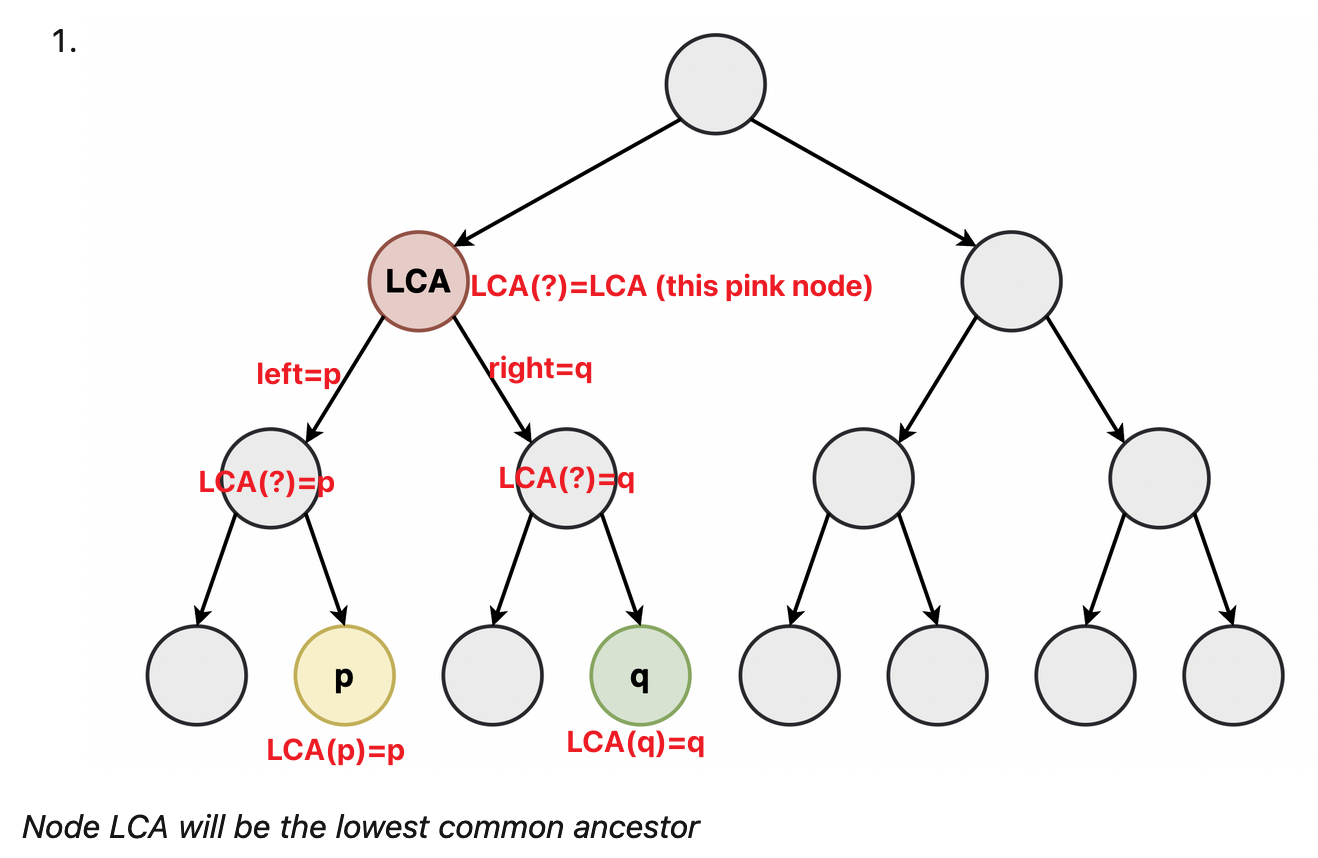 1.
LCA
LCA(?)=LCA (this pink node)
left=p
right=q
LCA(?)=p
LCA(?)=q
p
q
LCA(p)=p
LCA(q)=q
Node LCA will be the lowest common ancestor